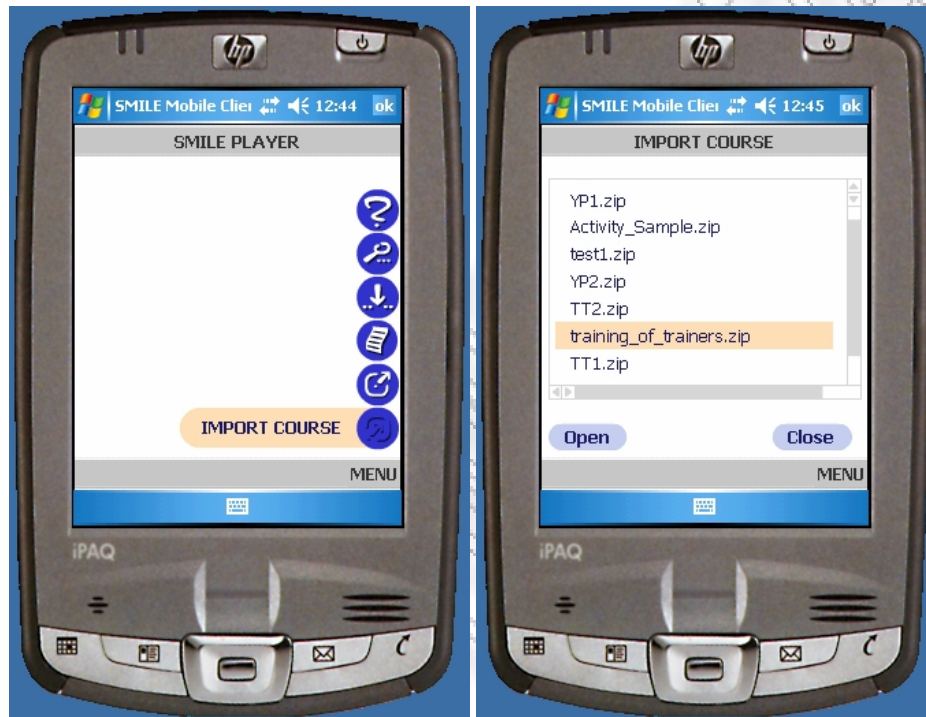 hp
SMILE Mobile Clier 12:44 ok
SMILE PLAYER
IMPORT COURSE
MENU
iPAQ
hp
SMILE Mobile Clier 12:45 ok
IMPORT COURSE
YP1.zip
Activity_Sample.zip
test1.zip
YP2.zip
TT2.zip
training_of_trainers.zip
TT1.zip
Open Close
MENU
iPAQ